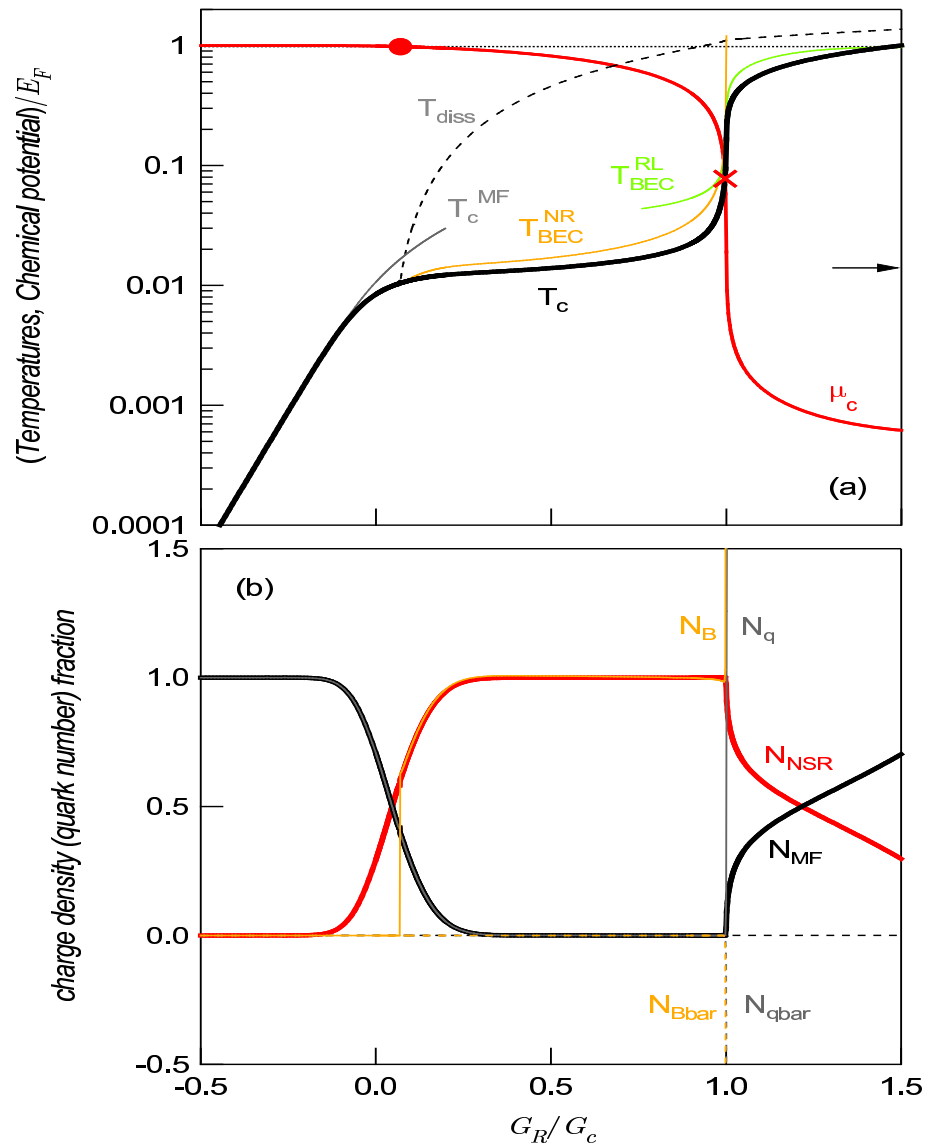 (Temperatures, Chemical potential)/E_F
1
0.1
0.01
0.001
0.0001
T_diss
T_c^MF
T_BEC^RL
T_BEC^NR
T_c
μ_c
(a)
charge density (quark number) fraction
1.5
1.0
0.5
0.0
-0.5
(b)
N_B
N_q
N_NSR
N_MF
N_Bbar
N_qbar
-0.5
0.0
0.5
1.0
1.5
G_R/G_c